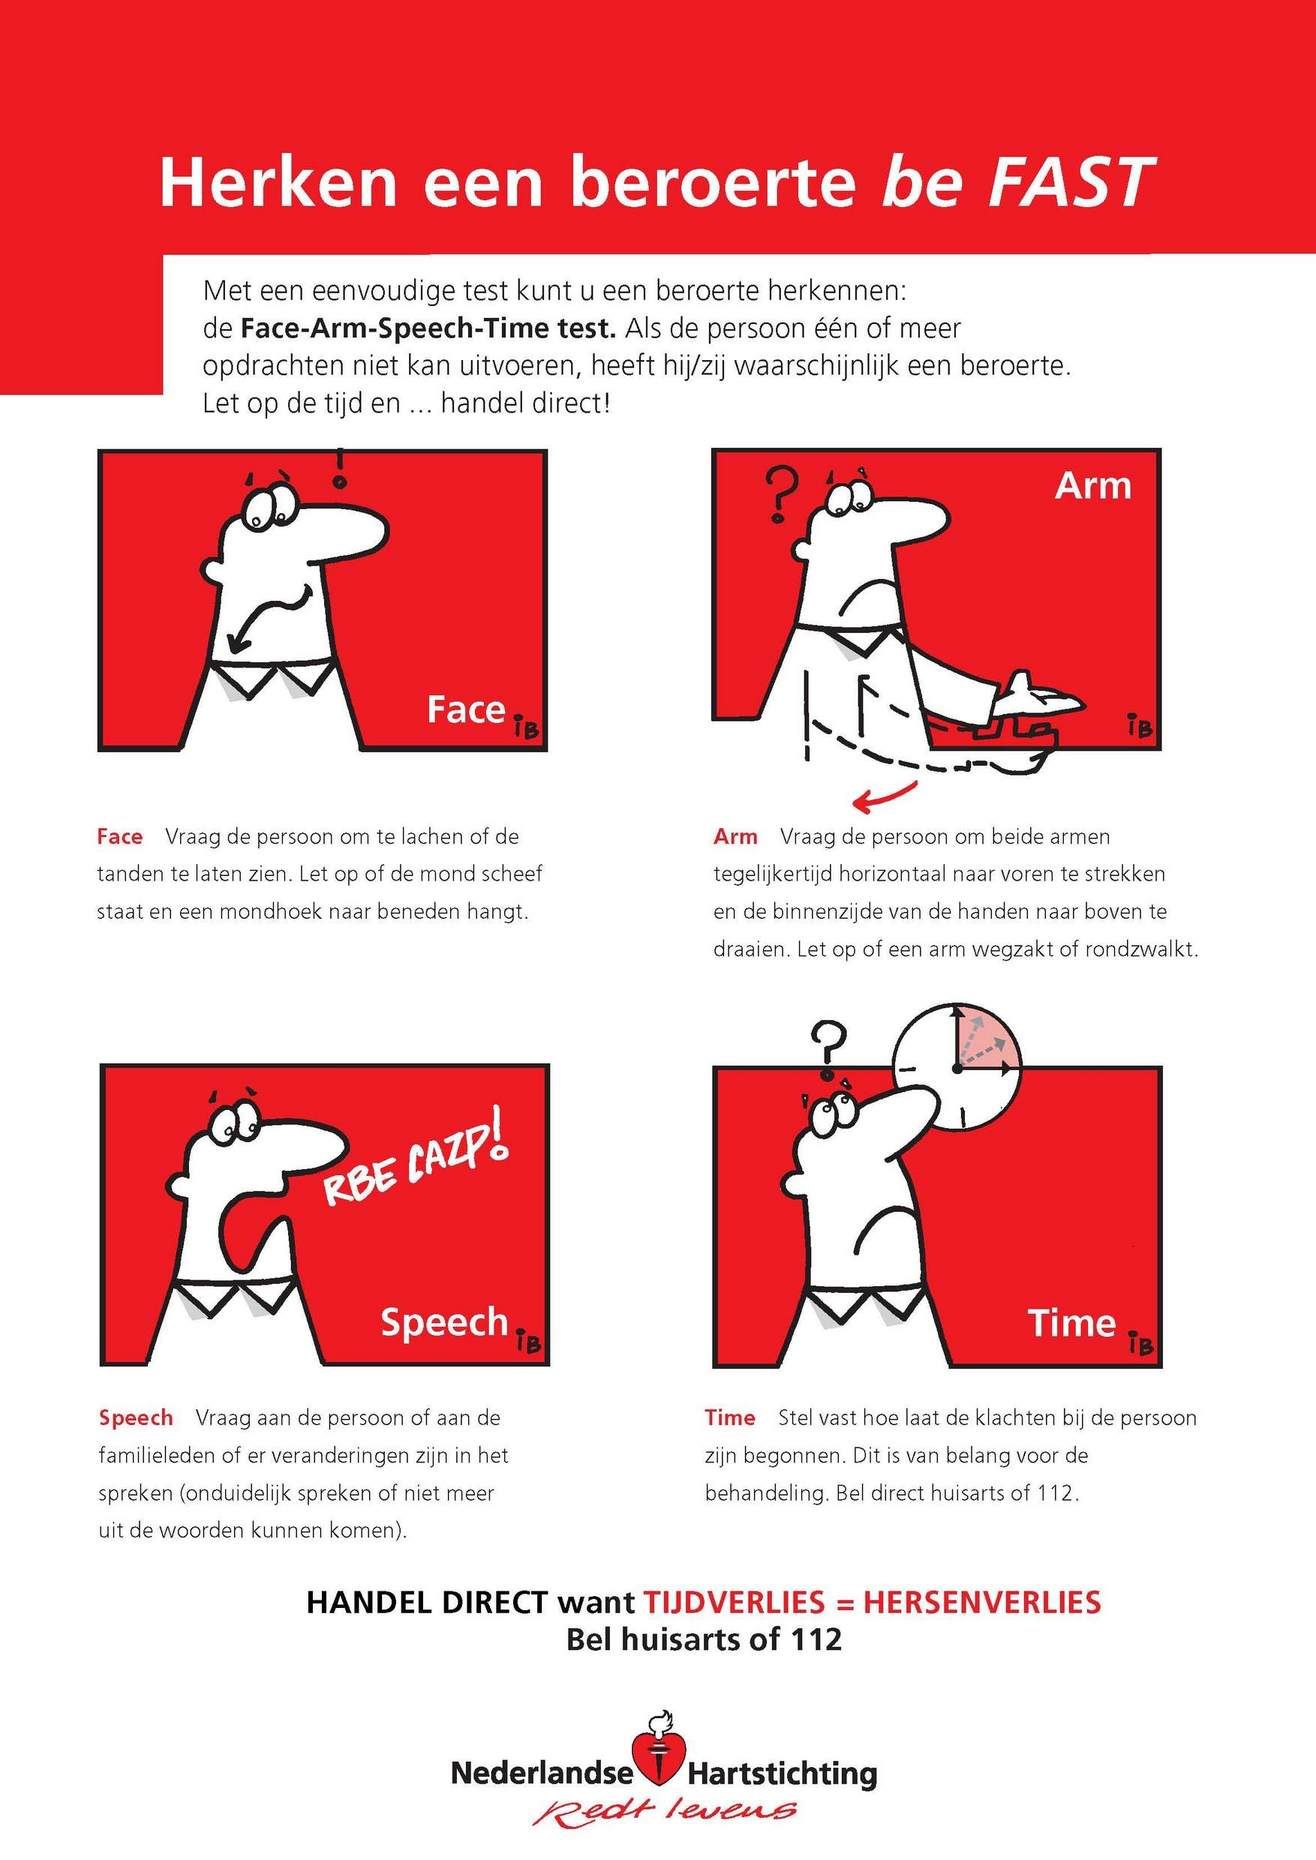 Herken een beroerte be FAST
Met een eenvoudige test kunt u een beroerte herkennen:
de Face-Arm-Speech-Time test. Als de persoon één of meer
opdrachten niet kan uitvoeren, heeft hij/zij waarschijnlijk een beroerte.
Let op de tijd en ... handel direct!
!
Face
iB
?
Arm
iB
Face Vraag de persoon om te lachen of de
tanden te laten zien. Let op of de mond scheef
staat en een mondhoek naar beneden hangt.
Arm Vraag de persoon om beide armen
tegelijkertijd horizontaal naar voren te strekken
en de binnenzijde van de handen naar boven te
draaien. Let op of een arm wegzakt of rondzwalkt.
RBE CAZP!
Speech
iB
?
Time
iB
Speech Vraag aan de persoon of aan de
familieleden of er veranderingen zijn in het
spreken (onduidelijk spreken of niet meer
uit de woorden kunnen komen).
Time Stel vast hoe laat de klachten bij de persoon
zijn begonnen. Dit is van belang voor de
behandeling. Bel direct huisarts of 112.
HANDEL DIRECT want TIJDVERLIES = HERSENVERLIES
Bel huisarts of 112
Nederlandse Hartstichting
Redt levens